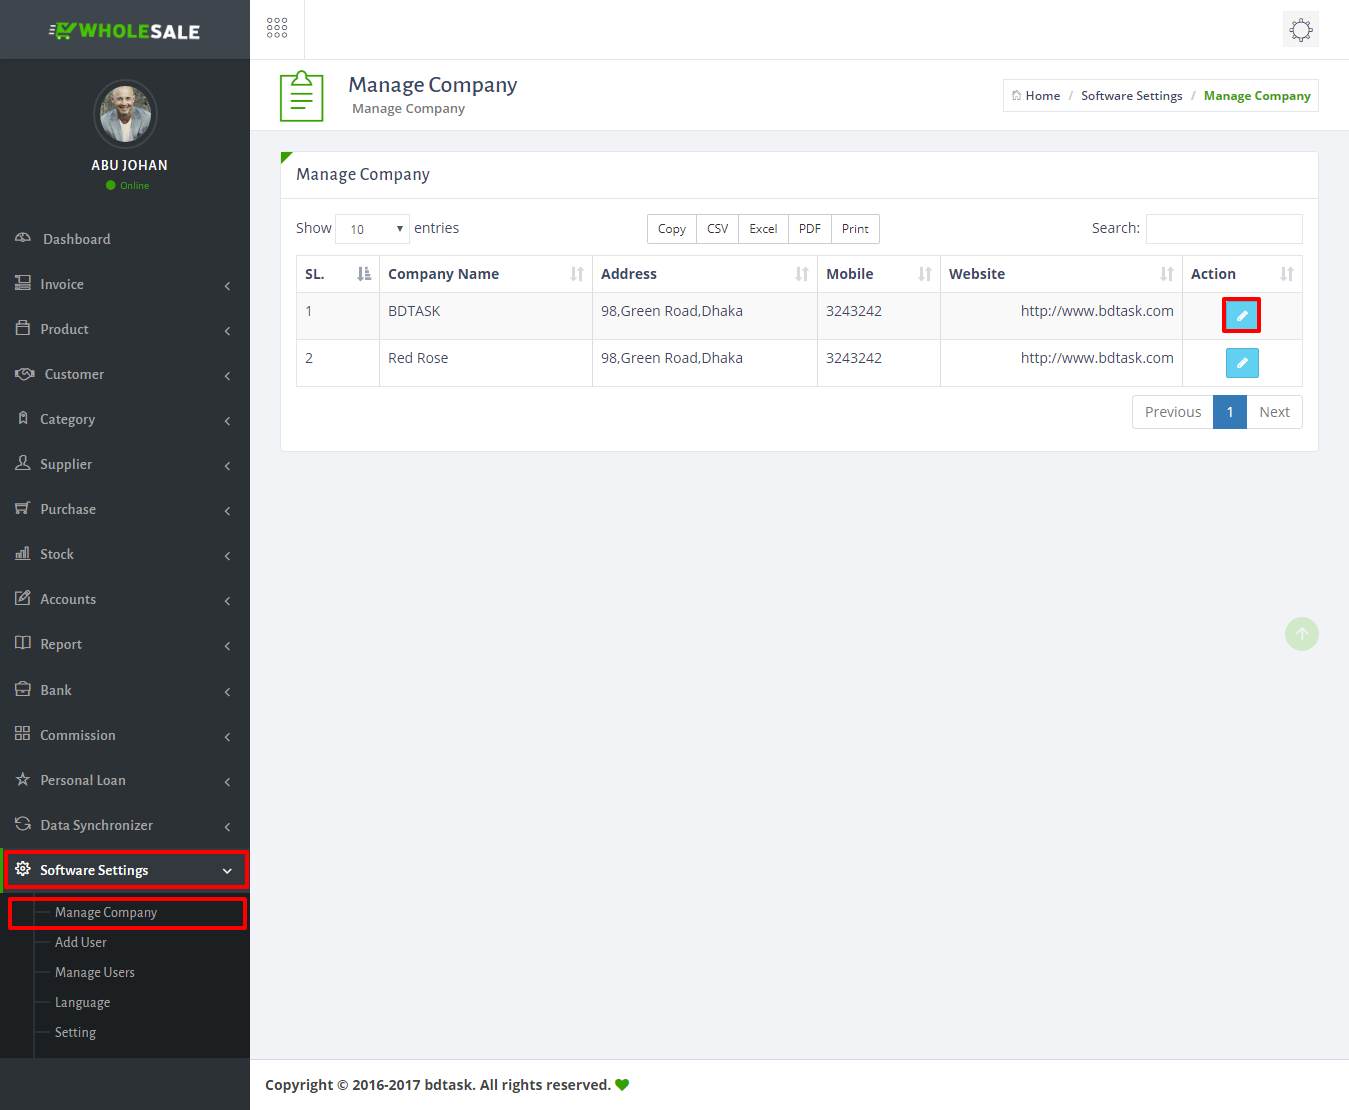 WHOLESALE
ABU JOHAN
Online
Dashboard
Invoice
Product
Customer
Category
Supplier
Purchase
Stock
Accounts
Report
Bank
Commission
Personal Loan
Data Synchronizer
Software Settings
Manage Company
Add User
Manage Users
Language
Setting
Manage Company
Manage Company
Home / Software Settings / Manage Company
Manage Company
Show 10 entries
Copy CSV Excel PDF Print
Search:
SL. Company Name Address Mobile Website Action
1 BDTASK 98,Green Road,Dhaka 3243242 http://www.bdtask.com
2 Red Rose 98,Green Road,Dhaka 3243242 http://www.bdtask.com
Previous 1 Next
Copyright © 2016-2017 bdtask. All rights reserved.